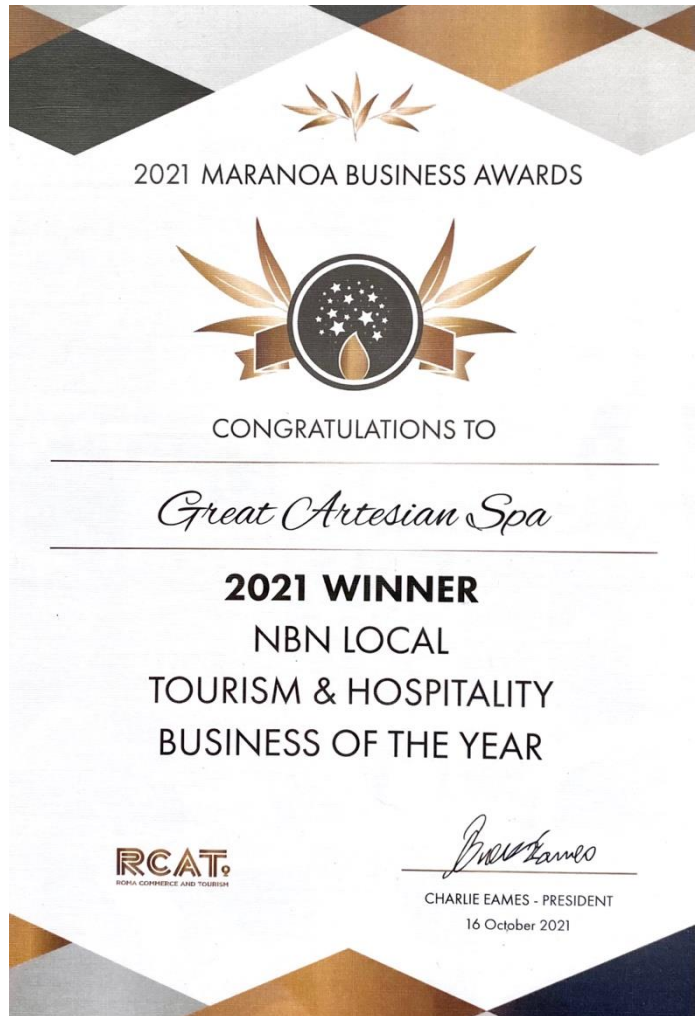 2021 MARANOA BUSINESS AWARDS
CONGRATULATIONS TO
Great Artesian Spa
2021 WINNER
NBN LOCAL
TOURISM & HOSPITALITY
BUSINESS OF THE YEAR
RCAT
ROMA COMMERCE AND TOURISM
CHARLIE EAMES - PRESIDENT
16 October 2021